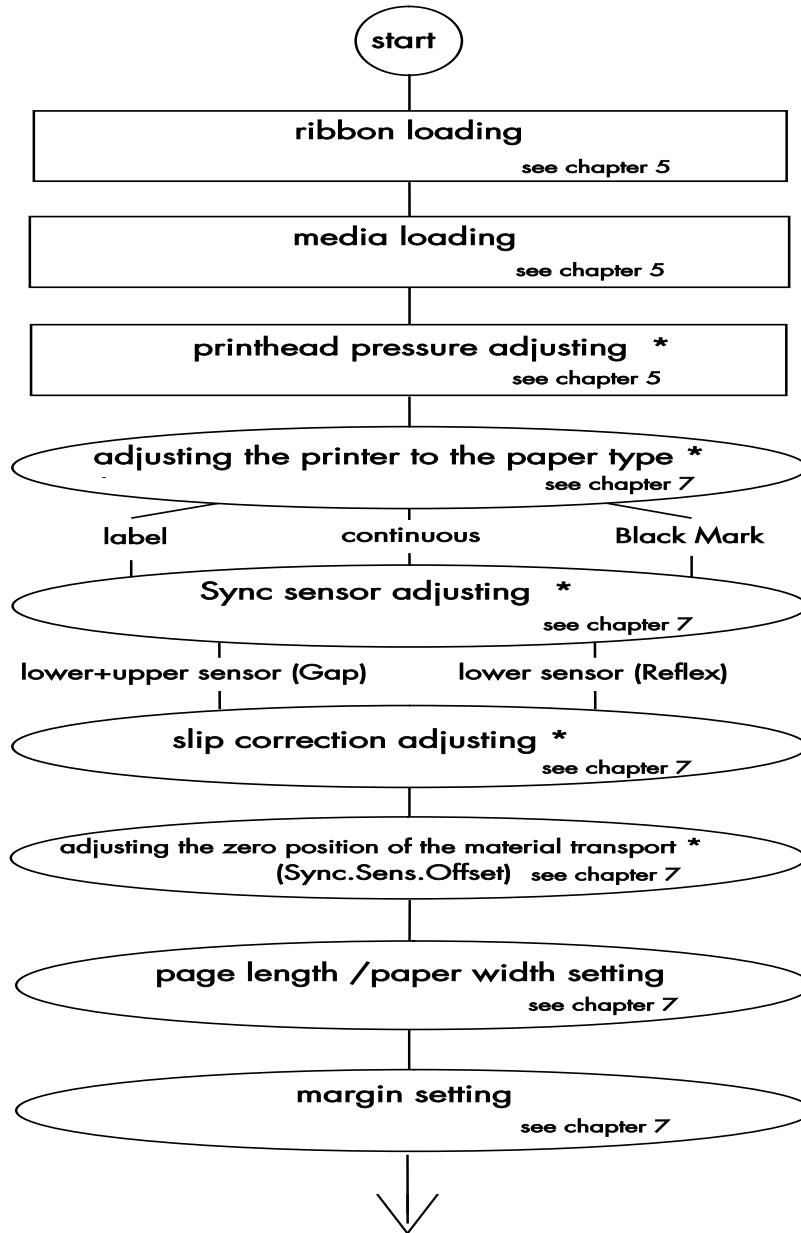 start
ribbon loading
see chapter 5
media loading
see chapter 5
printhead pressure adjusting *
see chapter 5
adjusting the printer to the paper type *
see chapter 7
label continuous Black Mark
Sync sensor adjusting *
see chapter 7
lower+upper sensor (Gap) lower sensor (Reflex)
slip correction adjusting *
see chapter 7
adjusting the zero position of the material transport *
(Sync.Sens.Offset) see chapter 7
page length /paper width setting
see chapter 7
margin setting
see chapter 7